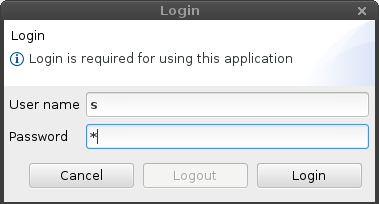 Login
Login
Login is required for using this application
User name s
Password *
Cancel Logout Login